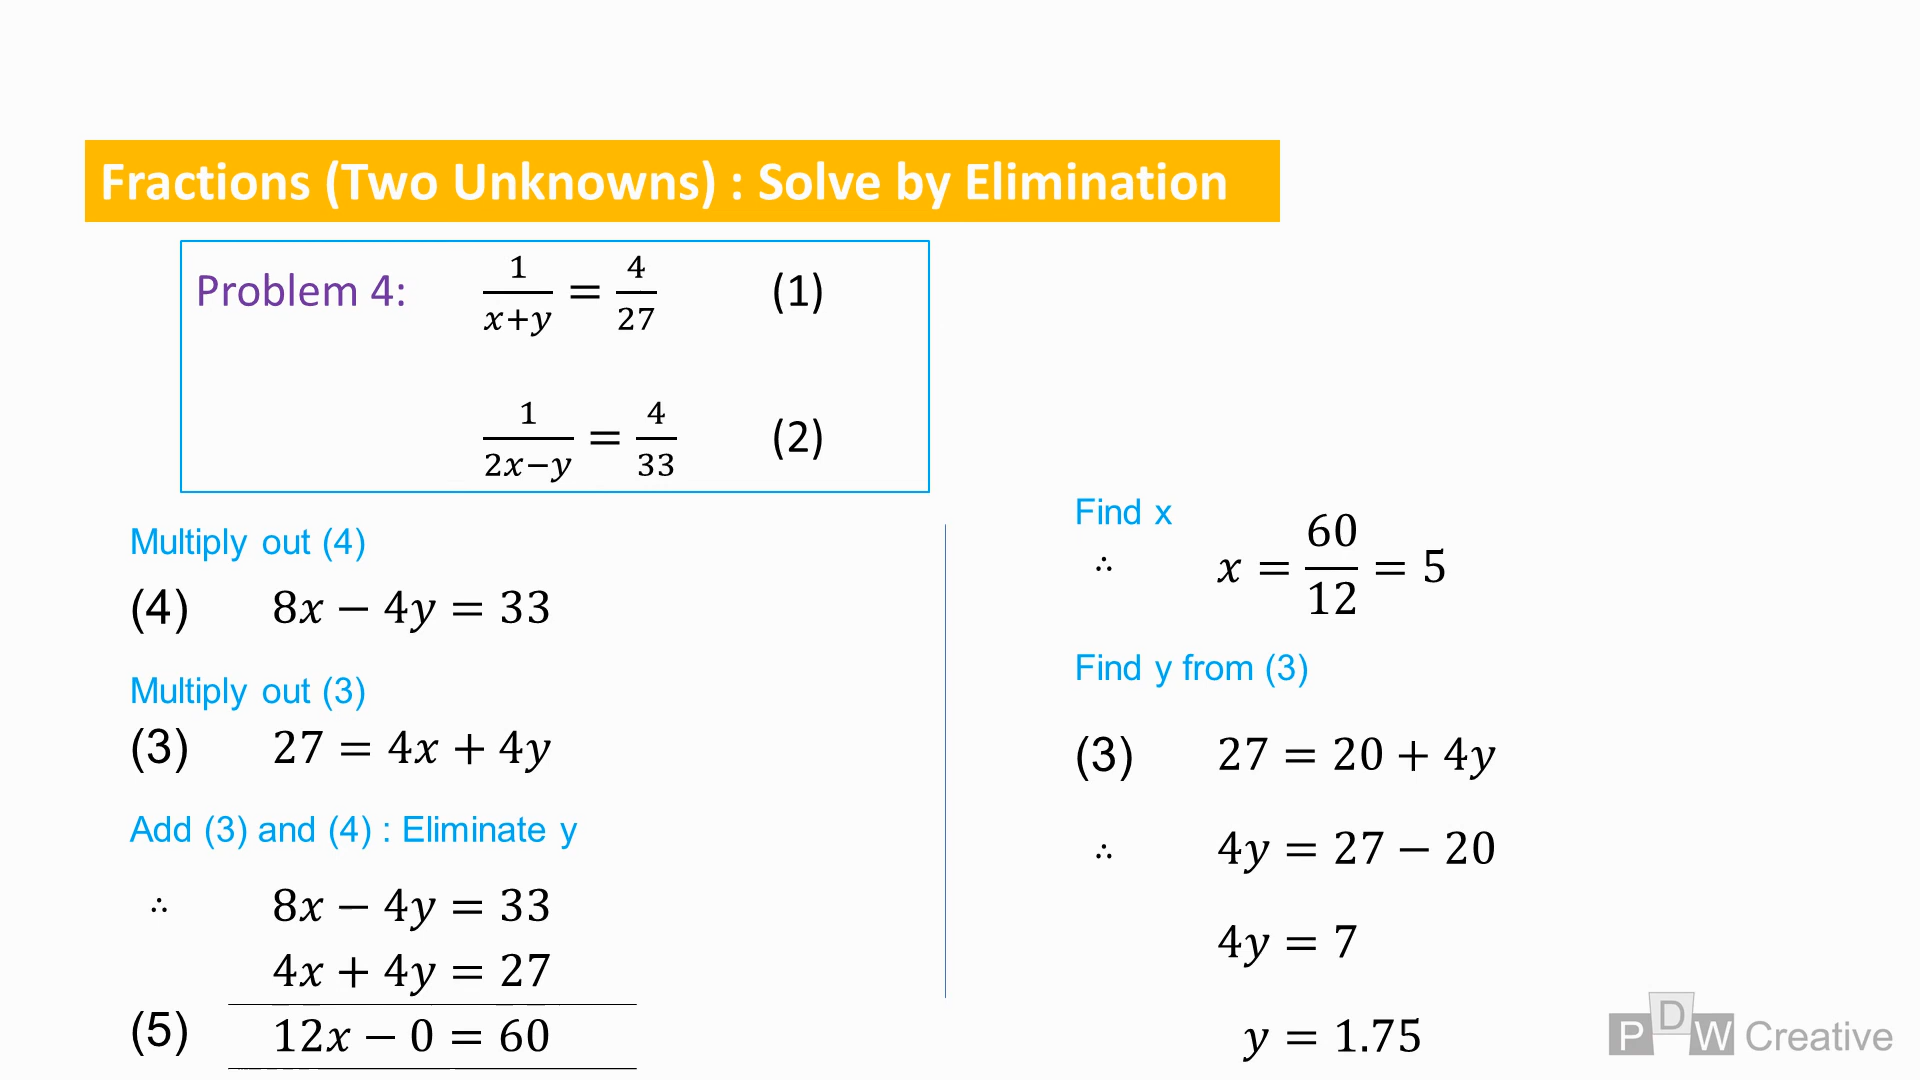 Fractions (Two Unknowns) : Solve by Elimination
Problem 4: 1/(x+y) = 4/27 (1)
1/(2x−y) = 4/33 (2)
Multiply out (4)
(4) 8x − 4y = 33
Multiply out (3)
(3) 27 = 4x + 4y
Add (3) and (4) : Eliminate y
∴ 8x − 4y = 33
4x + 4y = 27
(5) 12x − 0 = 60
Find x
∴ x = 60/12 = 5
Find y from (3)
(3) 27 = 20 + 4y
∴ 4y = 27 − 20
4y = 7
y = 1.75
PDW Creative